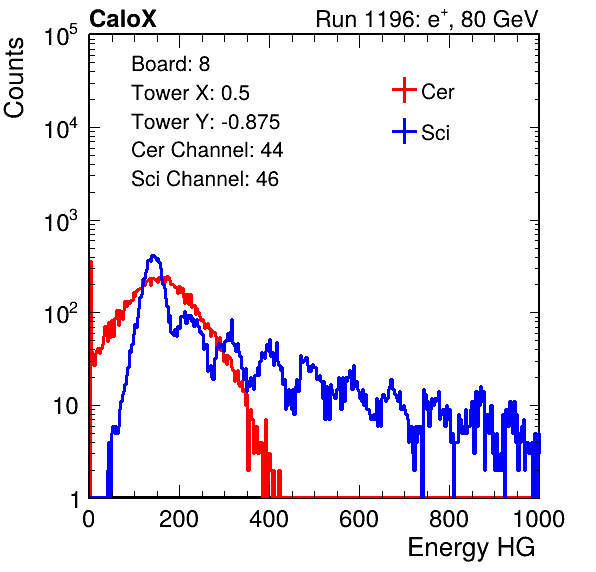 CaloX Run 1196: e⁺, 80 GeV
Counts
Board: 8
Tower X: 0.5
Tower Y: -0.875
Cer Channel: 44
Sci Channel: 46
Cer
Sci
10⁵
10⁴
10³
10²
10
1
0 200 400 600 800 1000
Energy HG